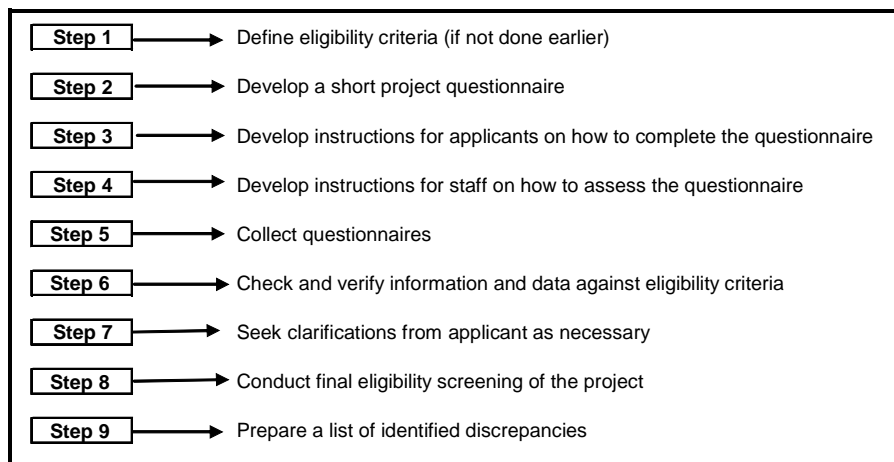 Step 1 Define eligibility criteria (if not done earlier)
Step 2 Develop a short project questionnaire
Step 3 Develop instructions for applicants on how to complete the questionnaire
Step 4 Develop instructions for staff on how to assess the questionnaire
Step 5 Collect questionnaires
Step 6 Check and verify information and data against eligibility criteria
Step 7 Seek clarifications from applicant as necessary
Step 8 Conduct final eligibility screening of the project
Step 9 Prepare a list of identified discrepancies